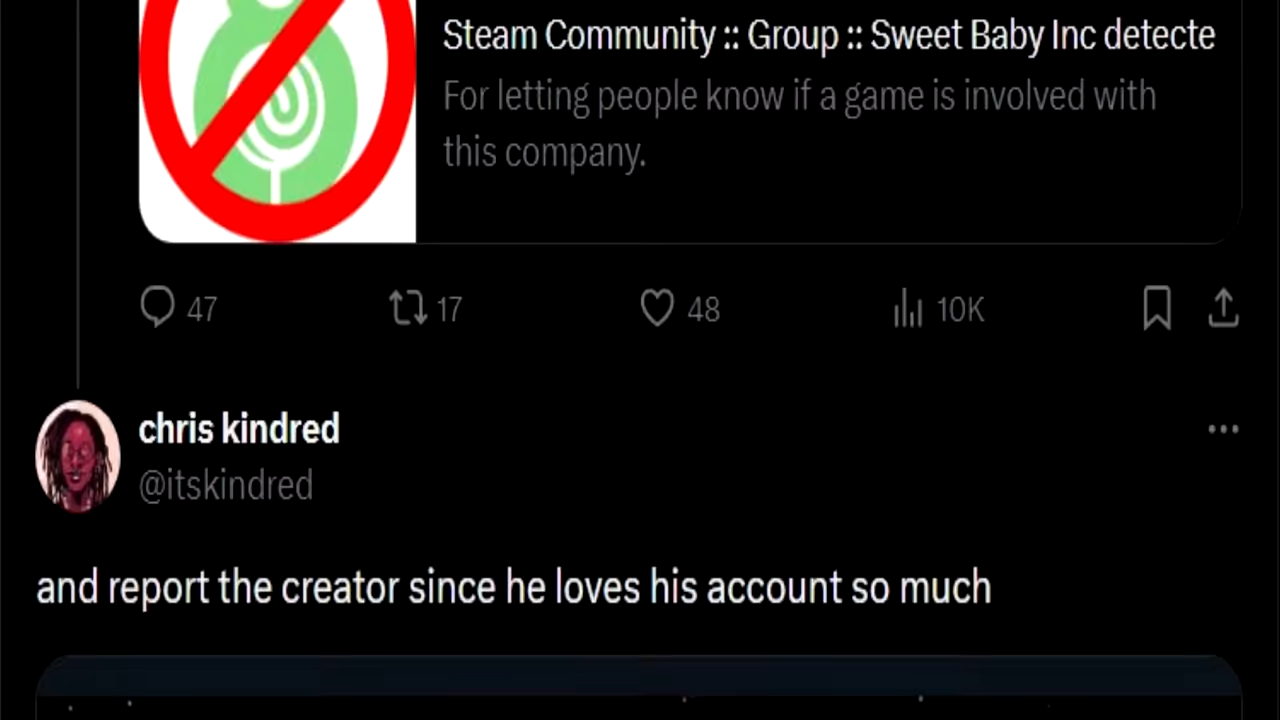 Steam Community :: Group :: Sweet Baby Inc detecte
For letting people know if a game is involved with
this company.
47 17 48 10K
chris kindred
@itskindred
and report the creator since he loves his account so much